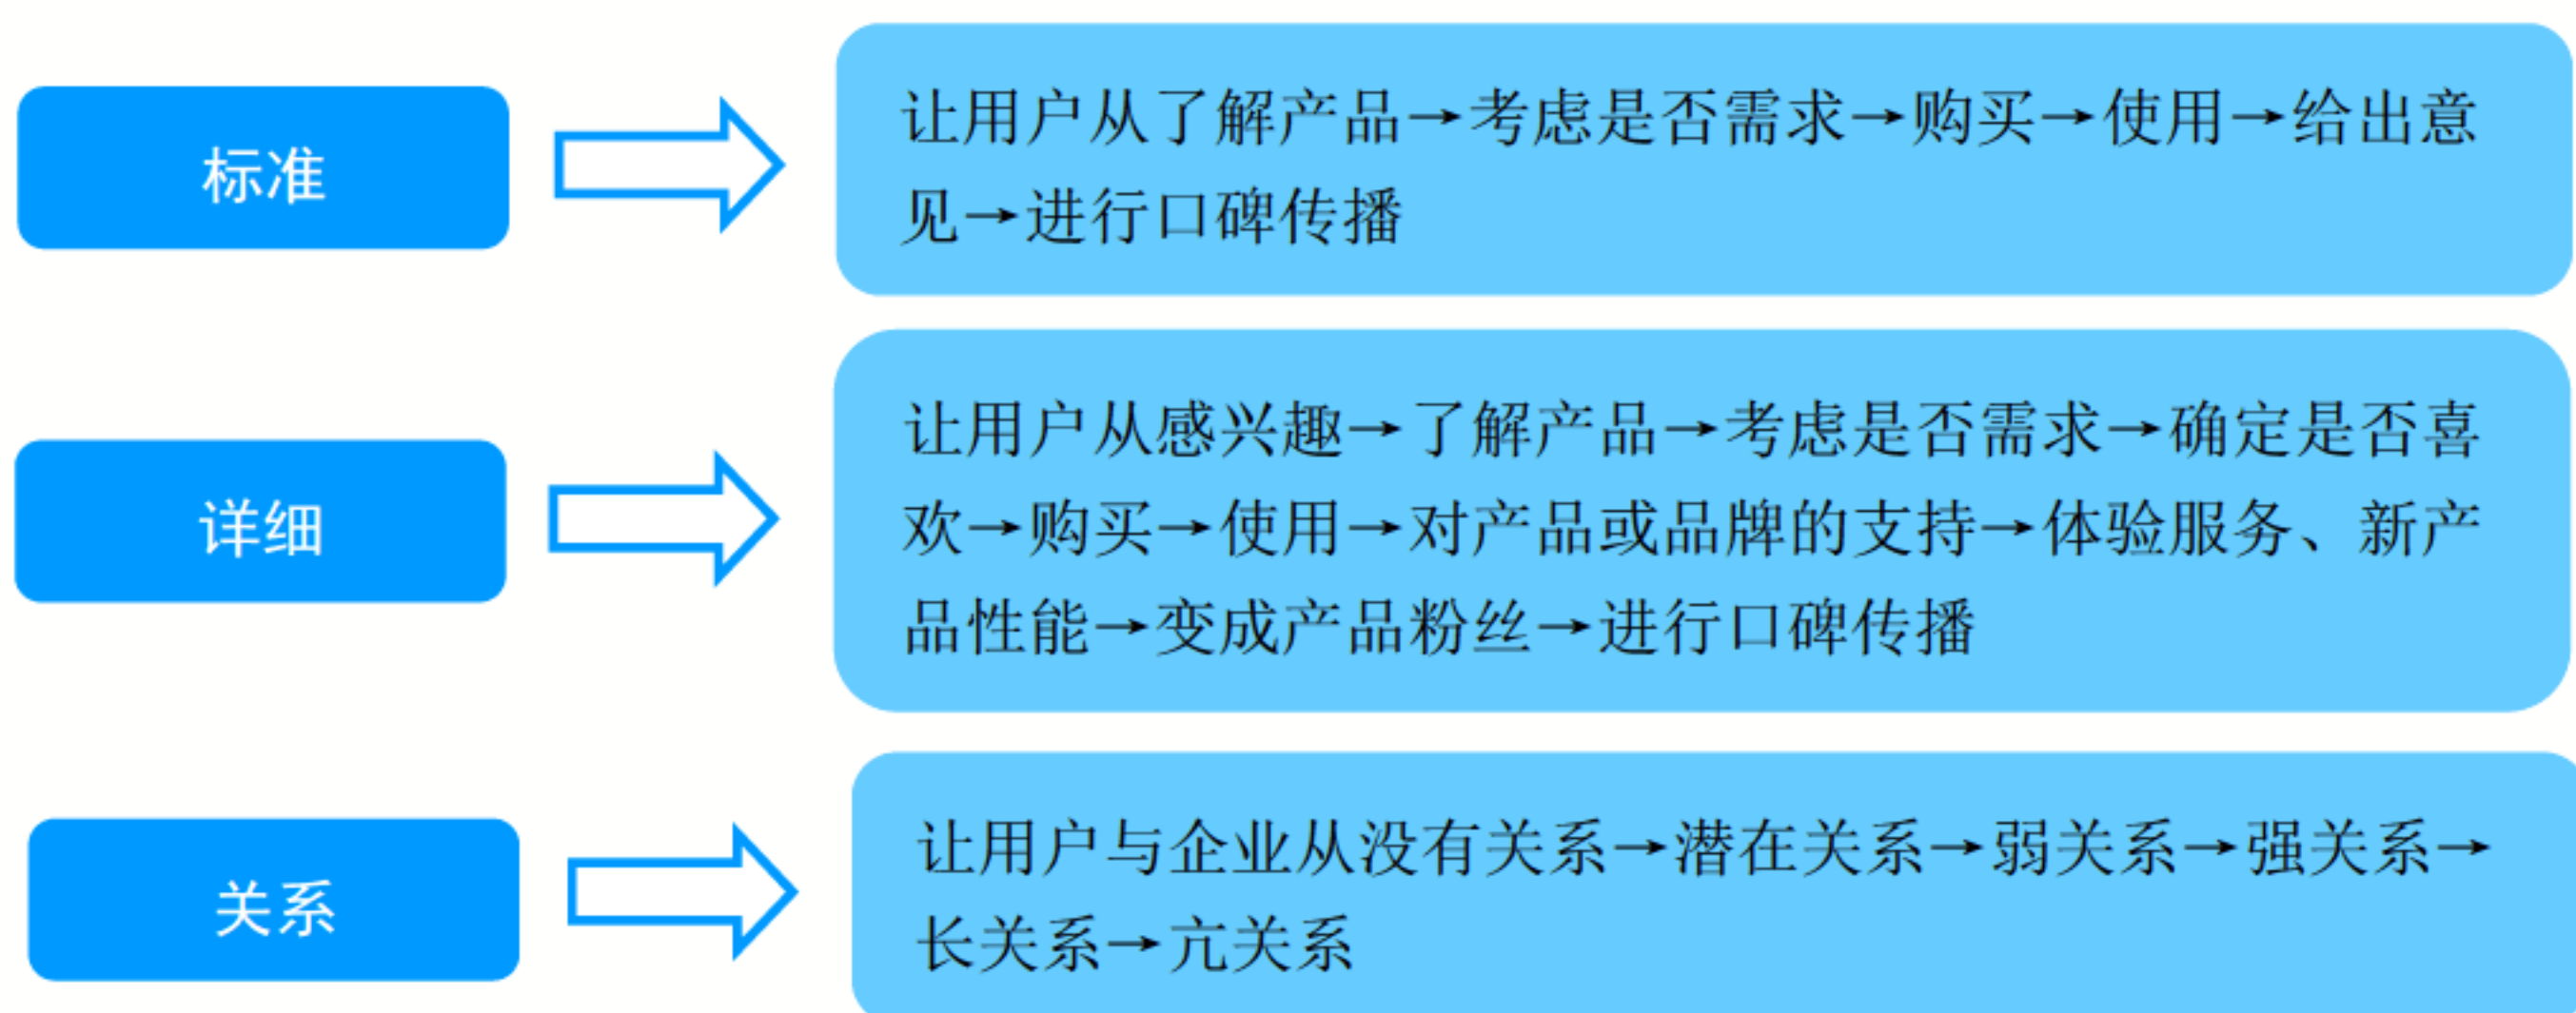 标准
让用户从了解产品→考虑是否需求→购买→使用→给出意
见→进行口碑传播
详细
让用户从感兴趣→了解产品→考虑是否需求→确定是否喜
欢→购买→使用→对产品或品牌的支持→体验服务、新产
品性能→变成产品粉丝→进行口碑传播
关系
让用户与企业从没有关系→潜在关系→弱关系→强关系→
长关系→亢关系